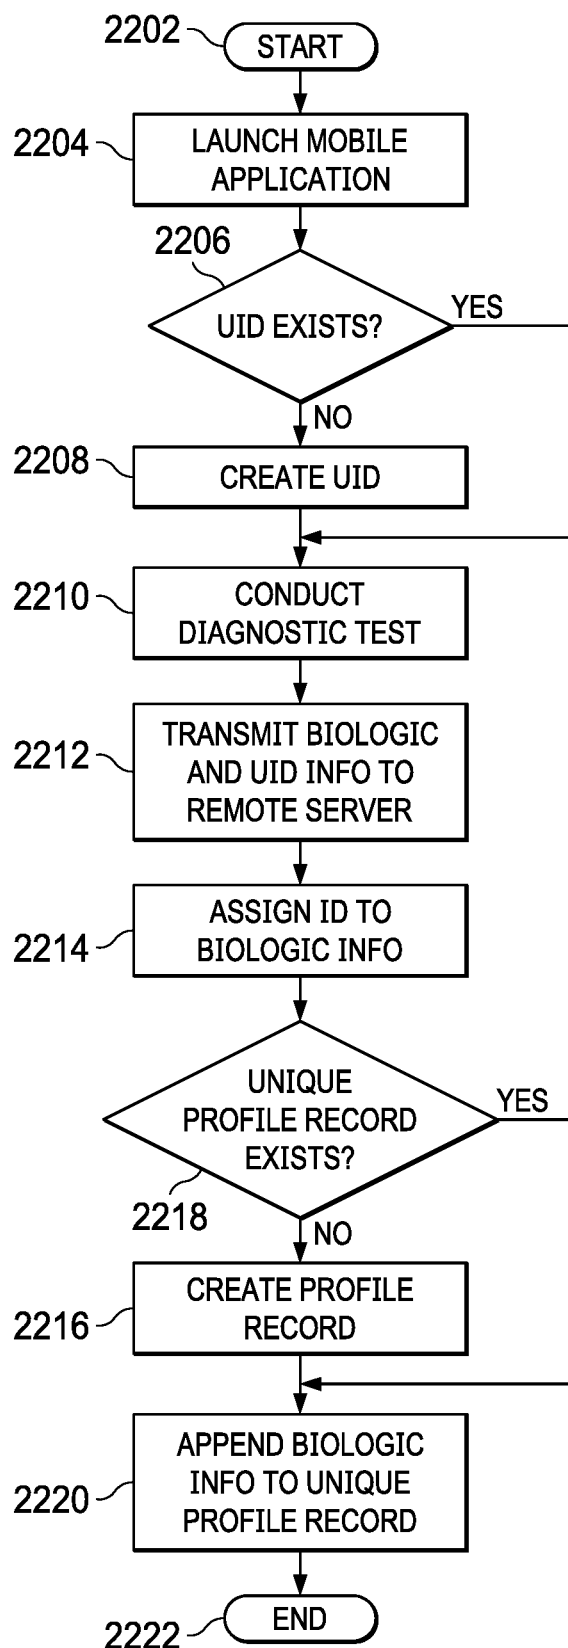 2202
START
2204
LAUNCH MOBILE
APPLICATION
2206
UID EXISTS?
YES
NO
2208
CREATE UID
2210
CONDUCT
DIAGNOSTIC TEST
2212
TRANSMIT BIOLOGIC
AND UID INFO TO
REMOTE SERVER
2214
ASSIGN ID TO
BIOLOGIC INFO
UNIQUE
PROFILE RECORD
EXISTS?
YES
2218
NO
2216
CREATE PROFILE
RECORD
2220
APPEND BIOLOGIC
INFO TO UNIQUE
PROFILE RECORD
2222
END